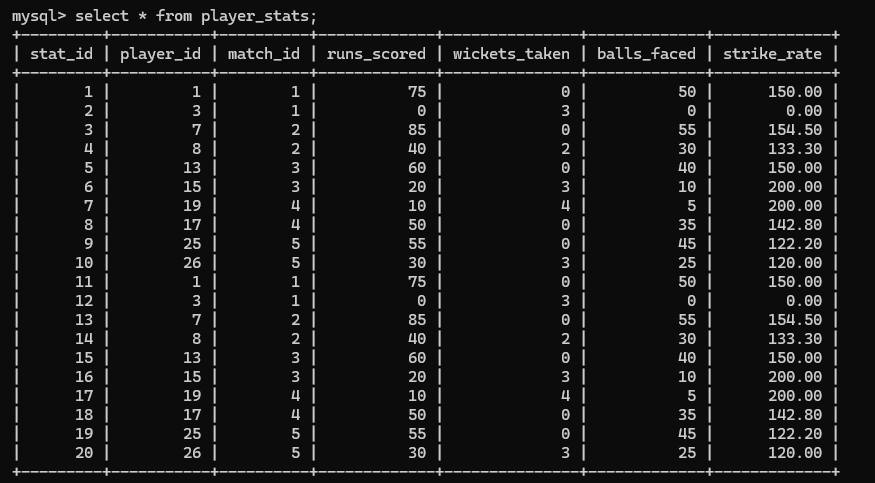 mysql> select * from player_stats;
+---------+-----------+----------+-------------+---------------+-------------+-------------+
| stat_id | player_id | match_id | runs_scored | wickets_taken | balls_faced | strike_rate |
+---------+-----------+----------+-------------+---------------+-------------+-------------+
| 1 | 1 | 1 | 75 | 0 | 50 | 150.00 |
| 2 | 3 | 1 | 0 | 3 | 0 | 0.00 |
| 3 | 7 | 2 | 85 | 0 | 55 | 154.50 |
| 4 | 8 | 2 | 40 | 2 | 30 | 133.30 |
| 5 | 13 | 3 | 60 | 0 | 40 | 150.00 |
| 6 | 15 | 3 | 20 | 3 | 10 | 200.00 |
| 7 | 19 | 4 | 10 | 4 | 5 | 200.00 |
| 8 | 17 | 4 | 50 | 0 | 35 | 142.80 |
| 9 | 25 | 5 | 55 | 0 | 45 | 122.20 |
| 10 | 26 | 5 | 30 | 3 | 25 | 120.00 |
| 11 | 1 | 1 | 75 | 0 | 50 | 150.00 |
| 12 | 3 | 1 | 0 | 3 | 0 | 0.00 |
| 13 | 7 | 2 | 85 | 0 | 55 | 154.50 |
| 14 | 8 | 2 | 40 | 2 | 30 | 133.30 |
| 15 | 13 | 3 | 60 | 0 | 40 | 150.00 |
| 16 | 15 | 3 | 20 | 3 | 10 | 200.00 |
| 17 | 19 | 4 | 10 | 4 | 5 | 200.00 |
| 18 | 17 | 4 | 50 | 0 | 35 | 142.80 |
| 19 | 25 | 5 | 55 | 0 | 45 | 122.20 |
| 20 | 26 | 5 | 30 | 3 | 25 | 120.00 |
+---------+-----------+----------+-------------+---------------+-------------+-------------+